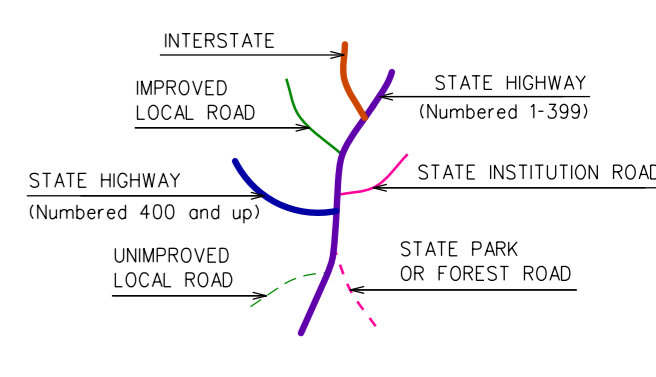 INTERSTATE
IMPROVED
LOCAL ROAD
STATE HIGHWAY
(Numbered 1-399)
STATE INSTITUTION ROAD
STATE HIGHWAY
(Numbered 400 and up)
UNIMPROVED
LOCAL ROAD
STATE PARK
OR FOREST ROAD